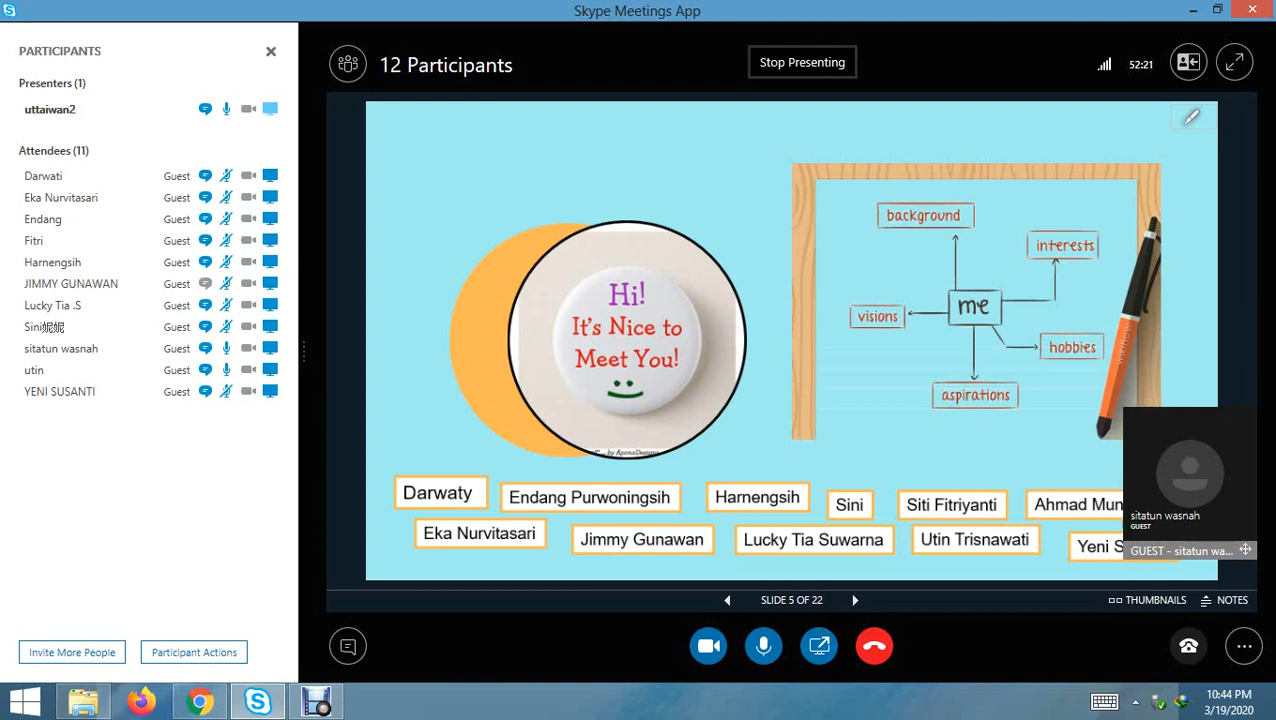 Skype Meetings App
PARTICIPANTS
Presenters (1)
uttaiwan2
Attendees (11)
Darwati Guest
Eka Nurvitasari Guest
Endang Guest
Fitri Guest
Harnengsih Guest
JIMMY GUNAWAN Guest
Lucky Tia .S Guest
Sini妮妮 Guest
sitatun wasnah Guest
utin Guest
YENI SUSANTI Guest
Invite More People
Participant Actions
12 Participants
Stop Presenting
52:21
Hi!
It's Nice to
Meet You!
by AponxDesigns
background
interests
me
visions
hobbies
aspirations
wikiHow
Darwaty
Endang Purwoningsih
Harnengsih
Sini
Siti Fitriyanti
Ahmad Mun
Eka Nurvitasari
Jimmy Gunawan
Lucky Tia Suwarna
Utin Trisnawati
Yeni S
sitatun wasnah
GUEST
GUEST - sitatun wa...
SLIDE 5 OF 22
THUMBNAILS
NOTES
10:44 PM
3/19/2020